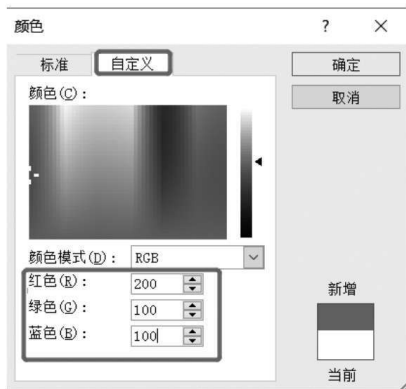 颜色 ? ×
标准 自定义
确定
取消
颜色(C)：
颜色模式(D)： RGB
红色(R)： 200
绿色(G)： 100
蓝色(B)： 100
新增
当前